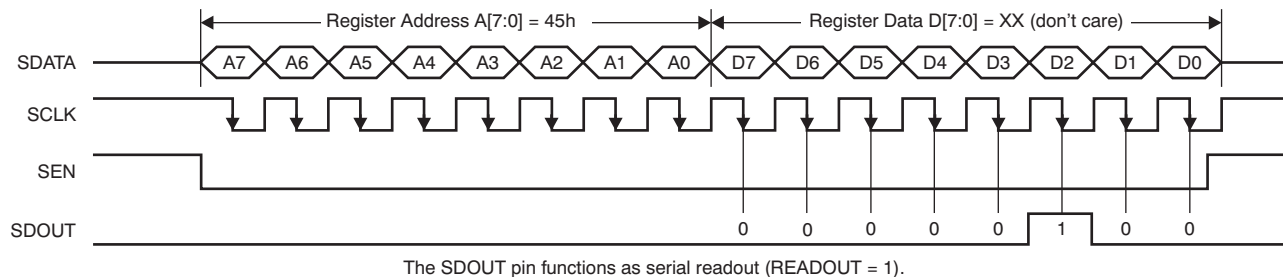 Register Address A[7:0] = 45h Register Data D[7:0] = XX (don't care)
SDATA A7 A6 A5 A4 A3 A2 A1 A0 D7 D6 D5 D4 D3 D2 D1 D0
SCLK
SEN
SDOUT 0 0 0 0 0 1 0 0
The SDOUT pin functions as serial readout (READOUT = 1).